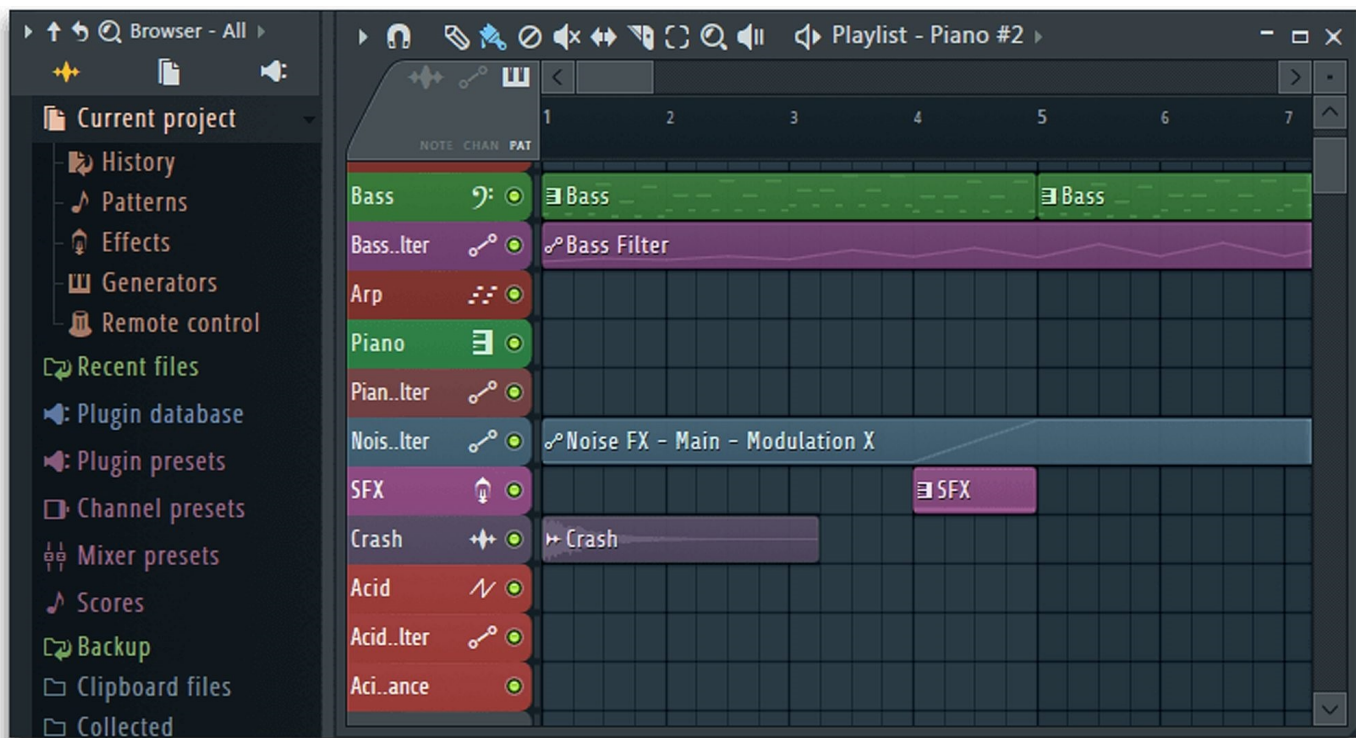 Browser - All
Current project
History
Patterns
Effects
Generators
Remote control
Recent files
Plugin database
Plugin presets
Channel presets
Mixer presets
Scores
Backup
Clipboard files
Collected
Playlist - Piano #2
NOTE CHAN PAT
1 2 3 4 5 6 7
Bass Bass Bass
Bass..lter Bass Filter
Arp
Piano
Pian..lter
Nois..lter Noise FX - Main - Modulation X
SFX SFX
Crash Crash
Acid
Acid..lter
Aci..ance